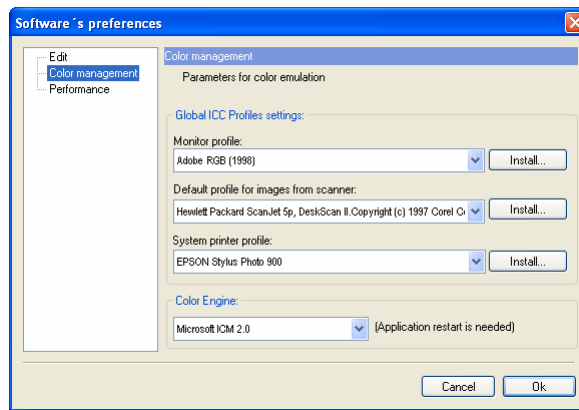 Software ´s preferences
Edit
Color management
Performance
Color management
Parameters for color emulation
Global ICC Profiles settings:
Monitor profile:
Adobe RGB (1998)
Install...
Default profile for images from scanner:
Hewlett Packard ScanJet 5p, DeskScan II.Copyright (c) 1997 Corel
Install...
System printer profile:
EPSON Stylus Photo 900
Install...
Color Engine:
Microsoft ICM 2.0
(Application restart is needed)
Cancel
Ok